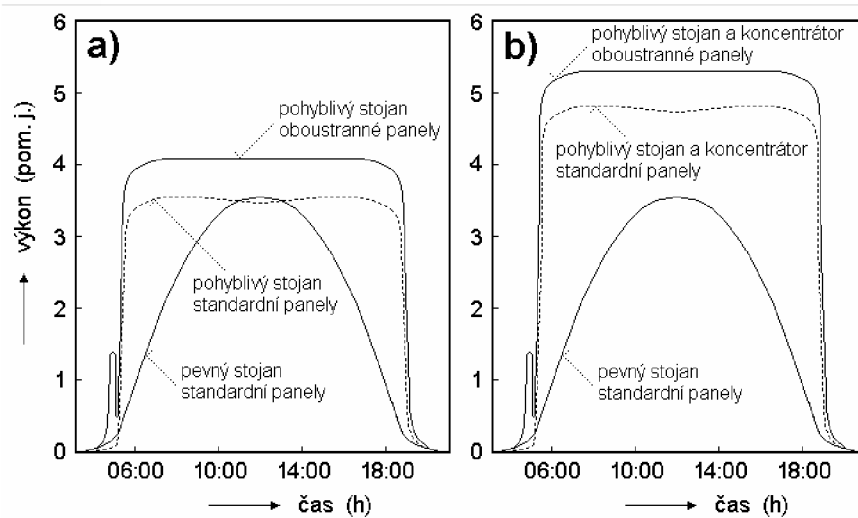 a)
výkon (pom. j.)
6
5
4
3
2
1
0
pohyblivý stojan
oboustranné panely
pohyblivý stojan
standardní panely
pevný stojan
standardní panely
06:00 10:00 14:00 18:00
čas (h)
b)
6
5
4
3
2
1
0
pohyblivý stojan a koncentrátor
oboustranné panely
pohyblivý stojan a koncentrátor
standardní panely
pevný stojan
standardní panely
06:00 10:00 14:00 18:00
čas (h)